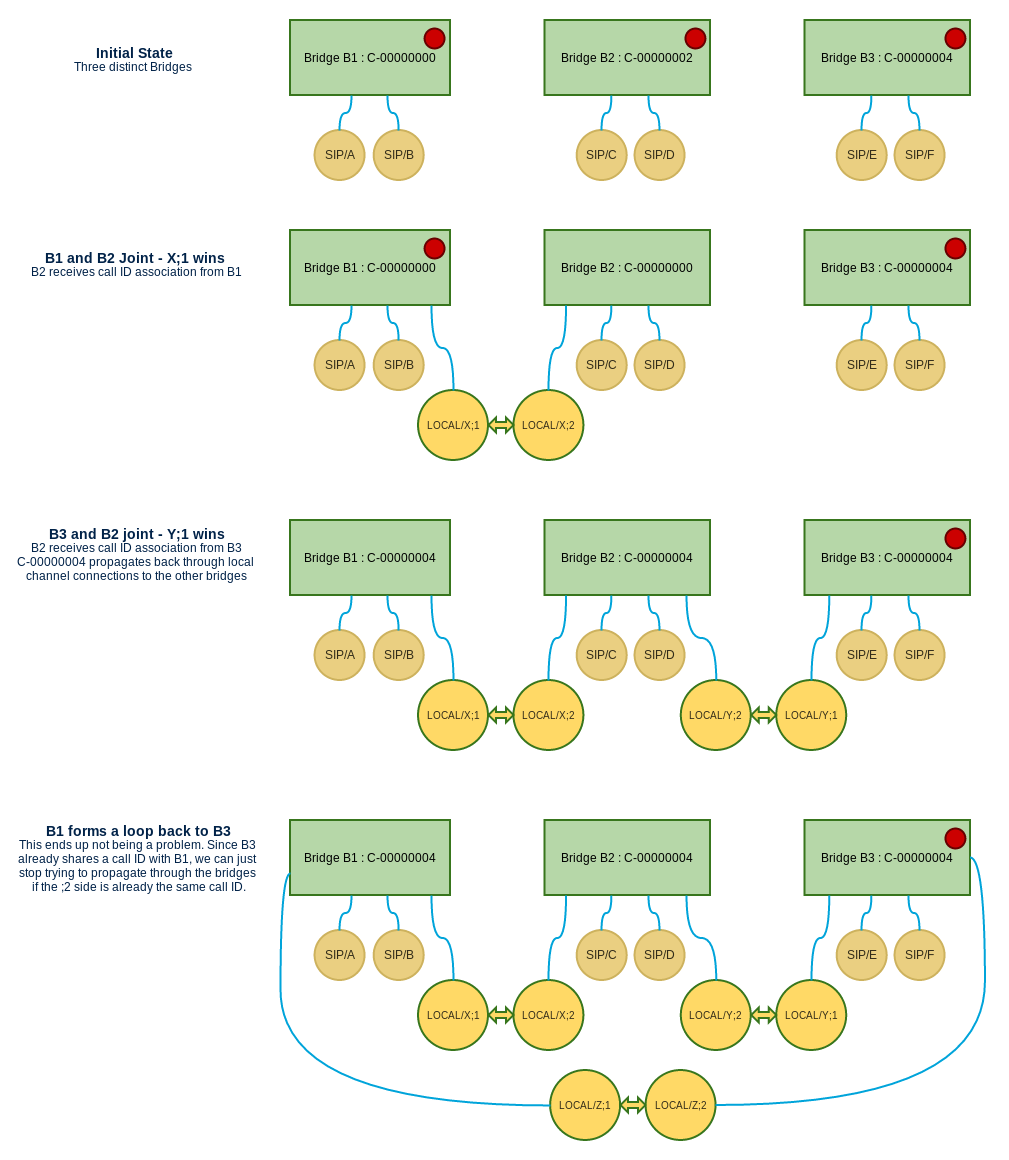 Initial State
Three distinct Bridges
Bridge B1 : C-00000000
Bridge B2 : C-00000002
Bridge B3 : C-00000004
SIP/A
SIP/B
SIP/C
SIP/D
SIP/E
SIP/F
B1 and B2 Joint - X;1 wins
B2 receives call ID association from B1
Bridge B1 : C-00000000
Bridge B2 : C-00000000
Bridge B3 : C-00000004
SIP/A
SIP/B
SIP/C
SIP/D
SIP/E
SIP/F
LOCAL/X;1
LOCAL/X;2
B3 and B2 joint - Y;1 wins
B2 receives call ID association from B3
C-00000004 propagates back through local
channel connections to the other bridges
Bridge B1 : C-00000004
Bridge B2 : C-00000004
Bridge B3 : C-00000004
SIP/A
SIP/B
SIP/C
SIP/D
SIP/E
SIP/F
LOCAL/X;1
LOCAL/X;2
LOCAL/Y;2
LOCAL/Y;1
B1 forms a loop back to B3
This ends up not being a problem. Since B3
already shares a call ID with B1, we can just
stop trying to propagate through the bridges
if the ;2 side is already the same call ID.
Bridge B1 : C-00000004
Bridge B2 : C-00000004
Bridge B3 : C-00000004
SIP/A
SIP/B
SIP/C
SIP/D
SIP/E
SIP/F
LOCAL/X;1
LOCAL/X;2
LOCAL/Y;2
LOCAL/Y;1
LOCAL/Z;1
LOCAL/Z;2